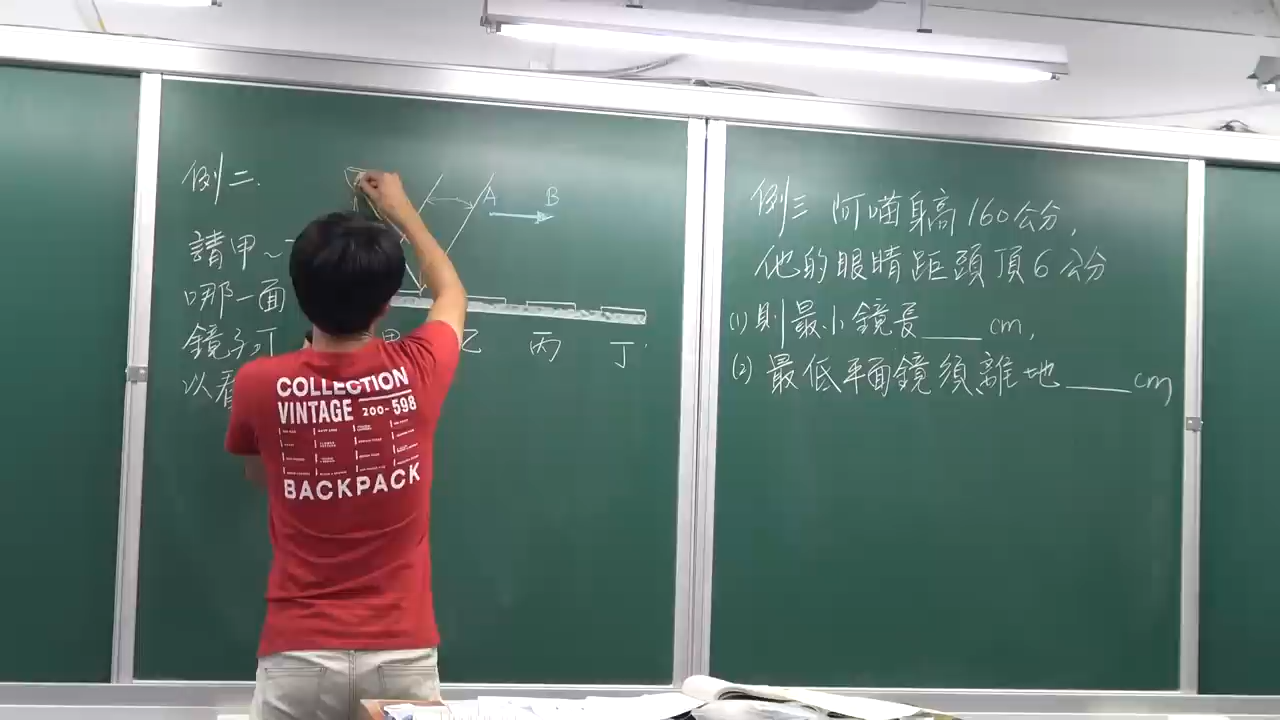 例二.
請甲~
哪一面
鏡子可
以看
A
B
甲
乙
丙
丁
例三 阿喵身高160公分,
他的眼睛距頭頂6公分
(1)則最小鏡長____cm,
(2)最低平面鏡須離地____cm
COLLECTION
VINTAGE 200-598
BACKPACK